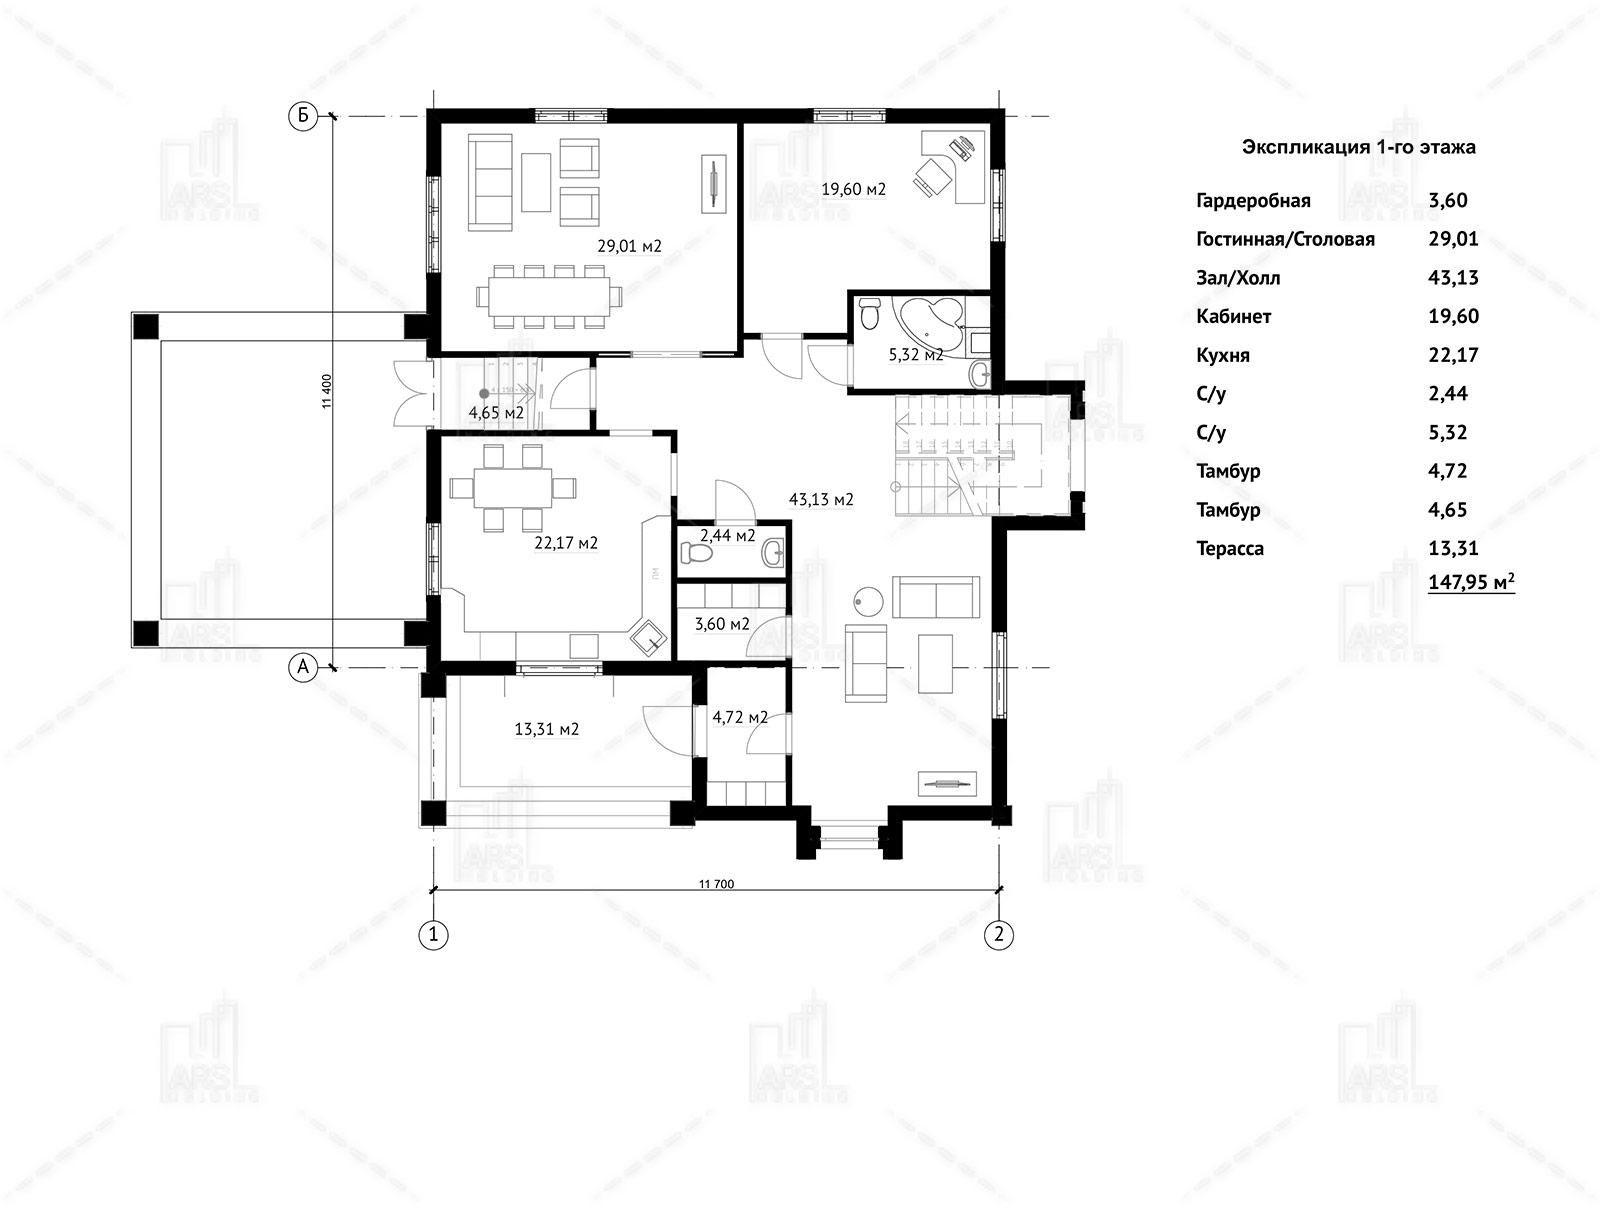 Б
Экспликация 1-го этажа
Гардеробная 3,60
Гостинная/Столовая 29,01
Зал/Холл 43,13
Кабинет 19,60
Кухня 22,17
С/у 2,44
С/у 5,32
Тамбур 4,72
Тамбур 4,65
Терасса 13,31
147,95 м²
19,60 м2
29,01 м2
5,32 м2
11 400
4,65 м2
43,13 м2
2,44 м2
22,17 м2
ПМ
3,60 м2
А
4,72 м2
13,31 м2
11 700
1
2
ARS
HOLDING